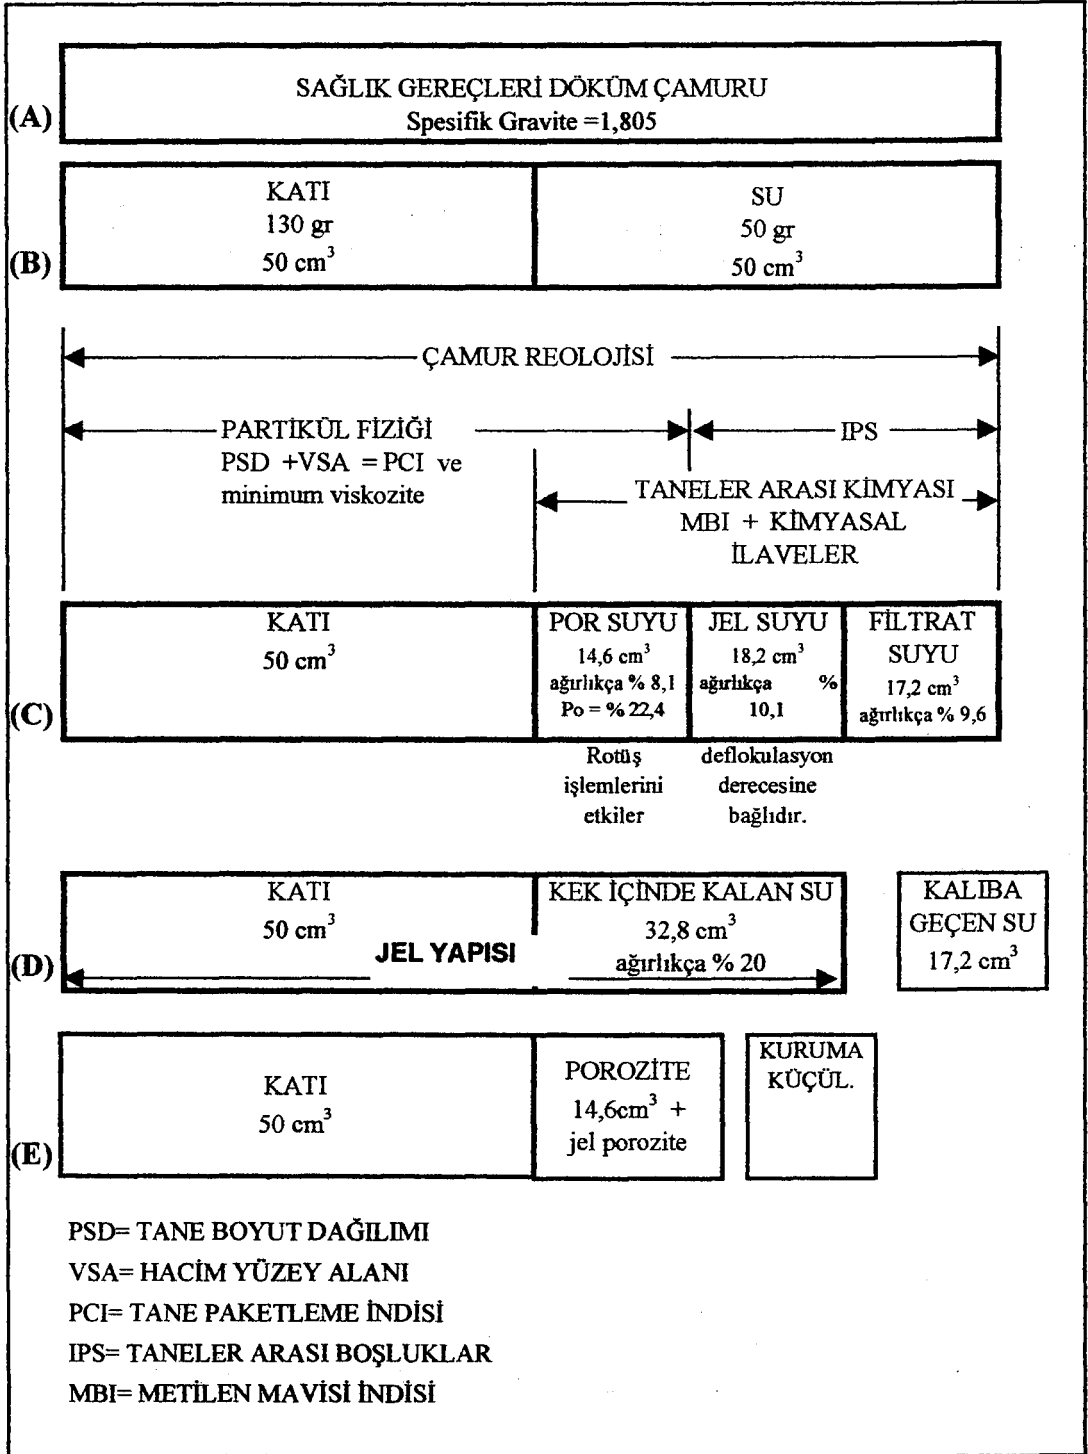 SAĞLIK GEREÇLERİ DÖKÜM ÇAMURU
(A)
Spesifik Gravite =1,805
KATI
130 gr
50 cm³
SU
50 gr
50 cm³
(B)
ÇAMUR REOLOJİSİ
PARTİKÜL FİZİĞİ
PSD +VSA = PCI ve
minimum viskozite
IPS
TANELER ARASI KİMYASI
MBI + KİMYASAL
İLAVELER
(C)
KATI
50 cm³
POR SUYU
14,6 cm³
ağırlıkça % 8,1
Po = % 22,4
JEL SUYU
18,2 cm³
ağırlıkça %
10,1
FİLTRAT
SUYU
17,2 cm³
ağırlıkça % 9,6
Rotüş
işlemlerini
etkiler
deflokulasyon
derecesine
bağlıdır.
(D)
KATI
50 cm³
JEL YAPISI
KEK İÇİNDE KALAN SU
32,8 cm³
ağırlıkça % 20
KALIBA
GEÇEN SU
17,2 cm³
(E)
KATI
50 cm³
POROZİTE
14,6cm³ +
jel porozite
KURUMA
KÜÇÜL.
PSD= TANE BOYUT DAĞILIMI
VSA= HACİM YÜZEY ALANI
PCI= TANE PAKETLEME İNDİSİ
IPS= TANELER ARASI BOŞLUKLAR
MBI= METİLEN MAVİSİ İNDİSİ